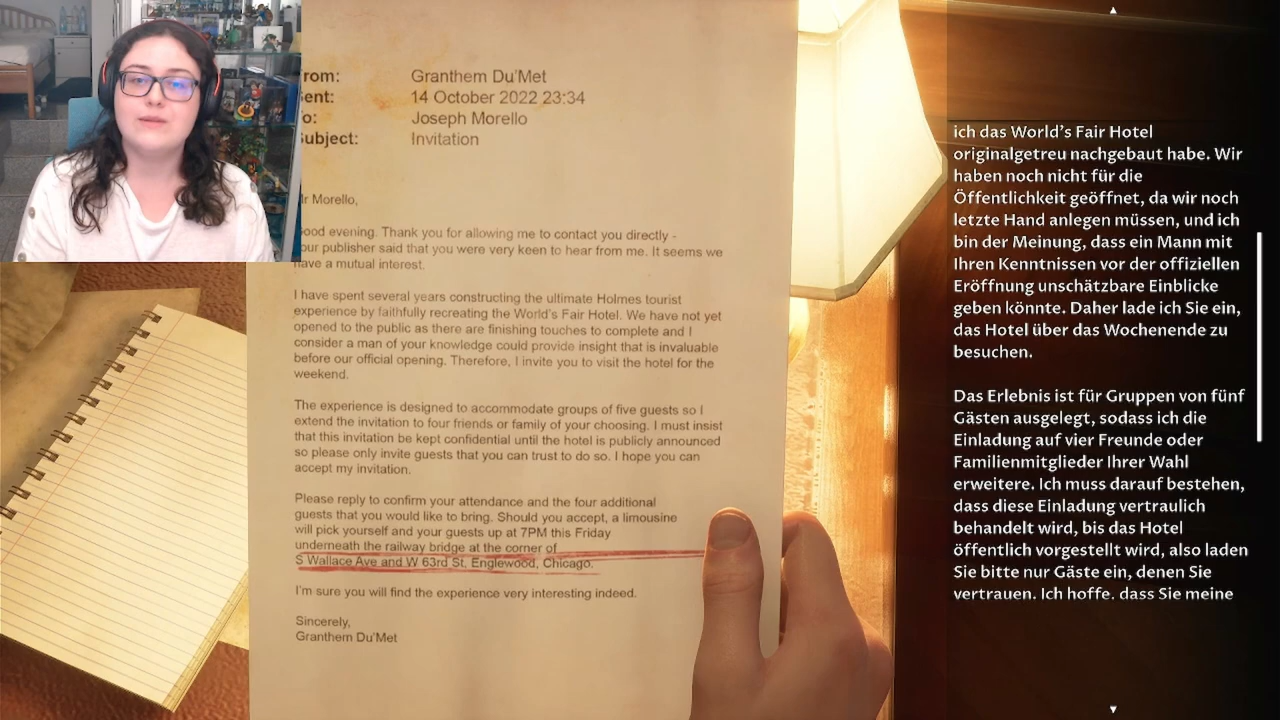 rom:
Granthem Du'Met
ent:
14 October 2022 23:34
o:
Joseph Morello
ubject:
Invitation
r Morello,
ood evening. Thank you for allowing me to contact you directly -
our publisher said that you were very keen to hear from me. It seems we
have a mutual interest.
I have spent several years constructing the ultimate Holmes tourist
experience by faithfully recreating the World's Fair Hotel. We have not yet
opened to the public as there are finishing touches to complete and I
consider a man of your knowledge could provide insight that is invaluable
before our official opening. Therefore, I invite you to visit the hotel for the
weekend.
The experience is designed to accommodate groups of five guests so I
extend the invitation to four friends or family of your choosing. I must insist
that this invitation be kept confidential until the hotel is publicly announced
so please only invite guests that you can trust to do so. I hope you can
accept my invitation.
Please reply to confirm your attendance and the four additional
guests that you would like to bring. Should you accept, a limousine
will pick yourself and your guests up at 7PM this Friday
underneath the railway bridge at the corner of
S Wallace Ave and W 63rd St, Englewood, Chicago.
I'm sure you will find the experience very interesting indeed.
Sincerely,
Granthem Du'Met
ich das World's Fair Hotel
originalgetreu nachgebaut habe. Wir
haben noch nicht für die
Öffentlichkeit geöffnet, da wir noch
letzte Hand anlegen müssen, und ich
bin der Meinung, dass ein Mann mit
Ihren Kenntnissen vor der offiziellen
Eröffnung unschätzbare Einblicke
geben könnte. Daher lade ich Sie ein,
das Hotel über das Wochenende zu
besuchen.
Das Erlebnis ist für Gruppen von fünf
Gästen ausgelegt, sodass ich die
Einladung auf vier Freunde oder
Familienmitglieder Ihrer Wahl
erweitere. Ich muss darauf bestehen,
dass diese Einladung vertraulich
behandelt wird, bis das Hotel
öffentlich vorgestellt wird, also laden
Sie bitte nur Gäste ein, denen Sie
vertrauen. Ich hoffe, dass Sie meine